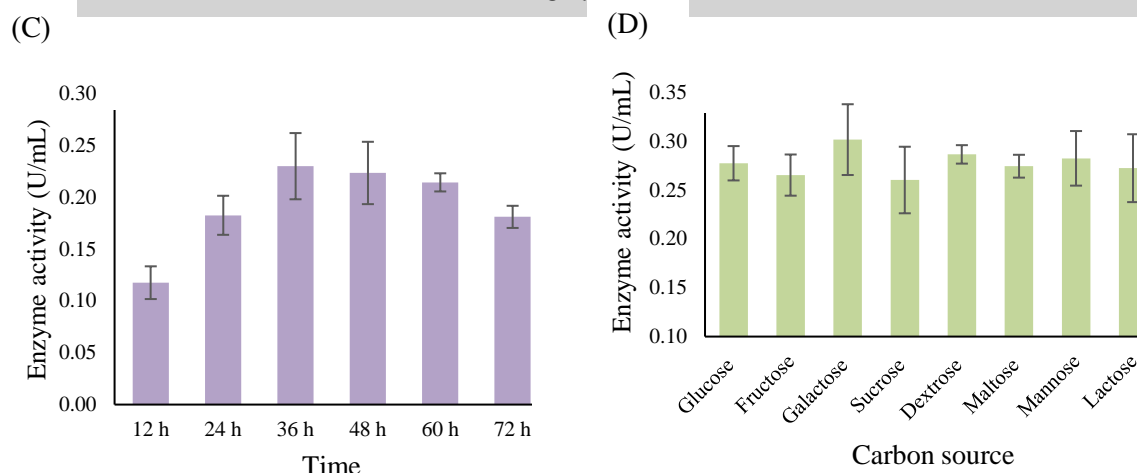 (C)
Enzyme activity (U/mL)
0.30
0.25
0.20
0.15
0.10
0.05
0.00
12 h 24 h 36 h 48 h 60 h 72 h
Time
(D)
Enzyme activity (U/mL)
0.35
0.30
0.25
0.20
0.15
0.10
Glucose Fructose Galactose Sucrose Dextrose Maltose Mannose Lactose
Carbon source